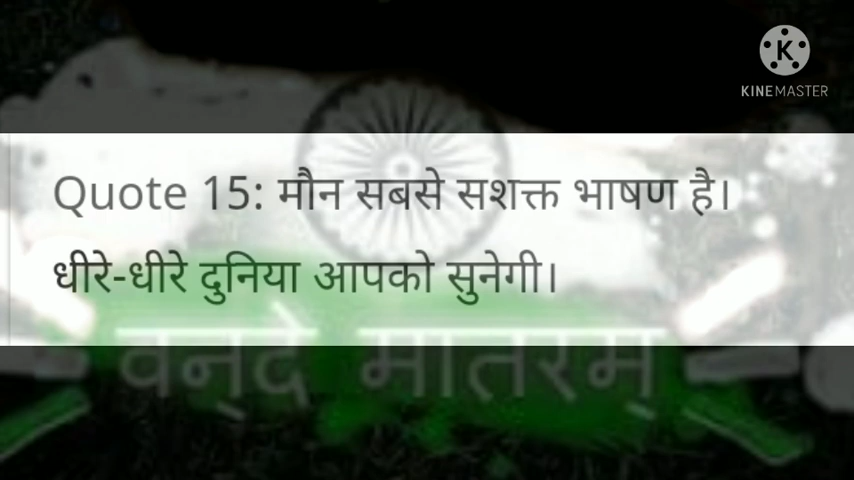 KINEMASTER
Quote 15: मौन सबसे सशक्त भाषण है।
धीरे-धीरे दुनिया आपको सुनेगी।
वन्दे मातरम्